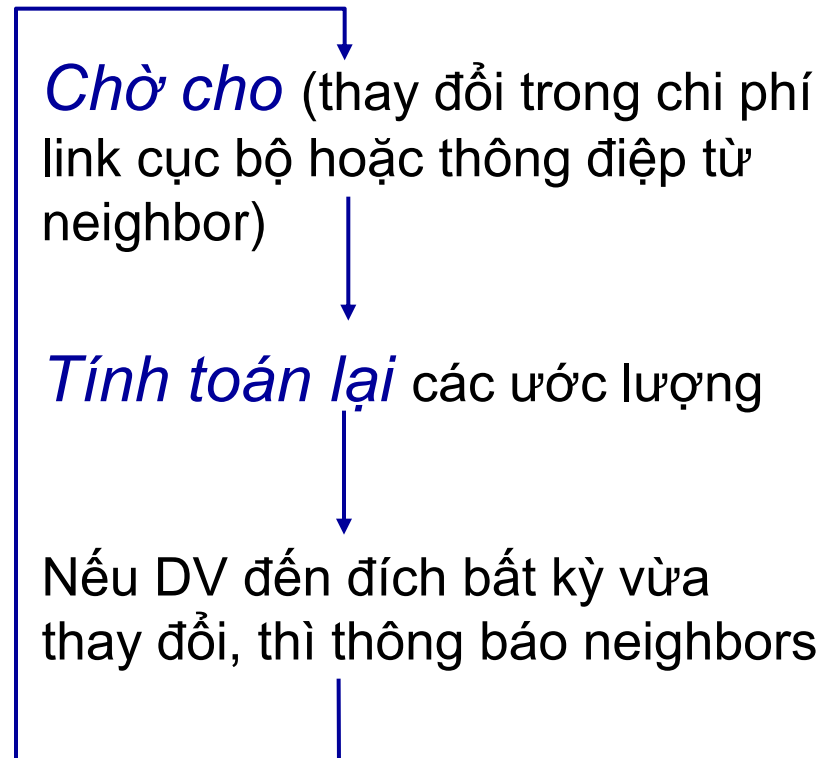 Chờ cho (thay đổi trong chi phí
link cục bộ hoặc thông điệp từ
neighbor)
Tính toán lại các ước lượng
Nếu DV đến đích bất kỳ vừa
thay đổi, thì thông báo neighbors